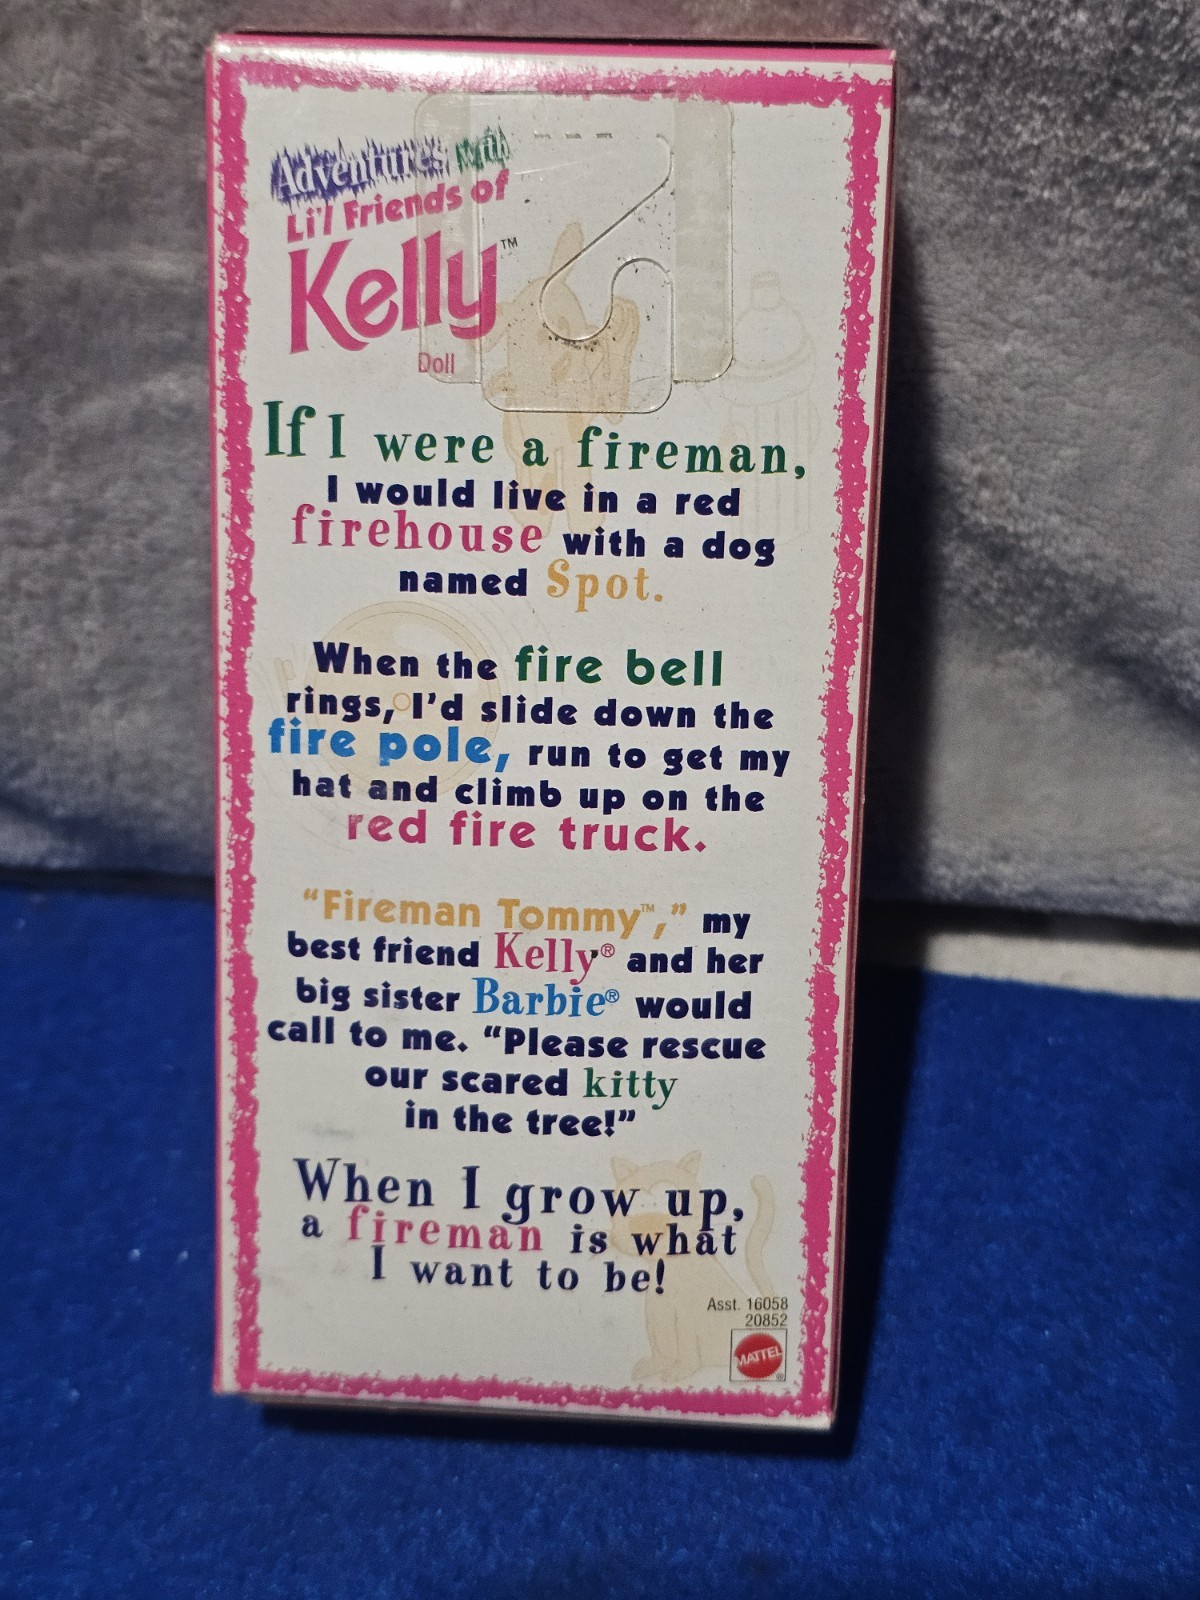 Adventures with
Li'l Friends of
Kelly™
Doll
If I were a fireman,
I would live in a red
firehouse with a dog
named Spot.
When the fire bell
rings, I'd slide down the
fire pole, run to get my
hat and climb up on the
red fire truck.
"Fireman Tommy™," my
best friend Kelly® and her
big sister Barbie® would
call to me. "Please rescue
our scared kitty
in the tree!"
When I grow up,
a fireman is what
I want to be!
Asst. 16058
20852
MATTEL®